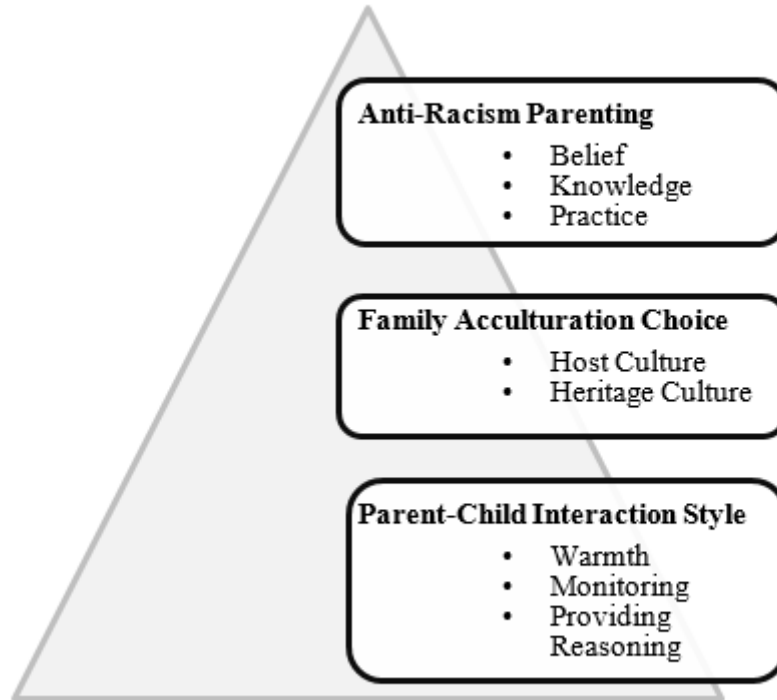 Anti-Racism Parenting
• Belief
• Knowledge
• Practice
Family Acculturation Choice
• Host Culture
• Heritage Culture
Parent-Child Interaction Style
• Warmth
• Monitoring
• Providing
Reasoning